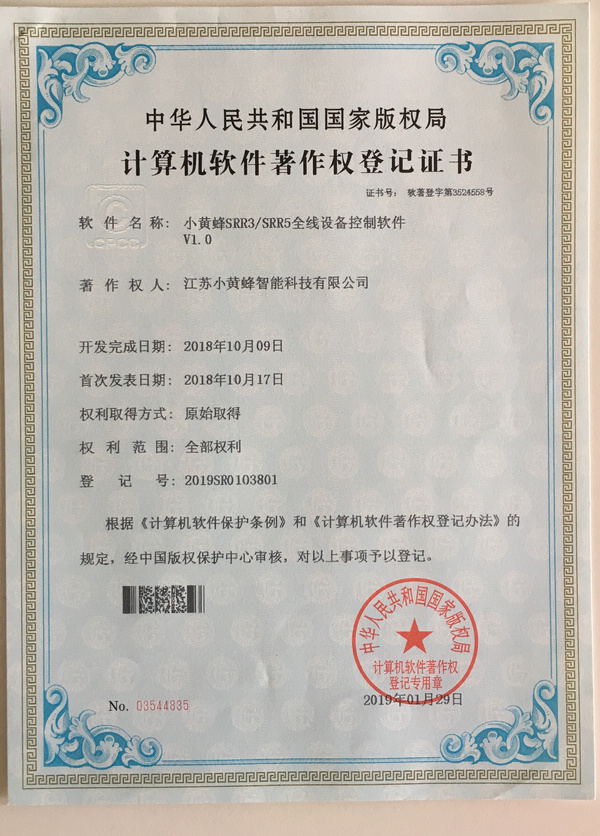 中华人民共和国国家版权局
计算机软件著作权登记证书
证书号： 软著登字第3524558号
CPCC
软件名称： 小黄蜂SRR3/SRR5全线设备控制软件
V1.0
著作权人： 江苏小黄蜂智能科技有限公司
开发完成日期： 2018年10月09日
首次发表日期： 2018年10月17日
权利取得方式： 原始取得
权利范围： 全部权利
登记号： 2019SR0103801
根据《计算机软件保护条例》和《计算机软件著作权登记办法》的
规定，经中国版权保护中心审核，对以上事项予以登记。
中华人民共和国国家版权局
计算机软件著作权
登记专用章
No. 03544835
2019年01月29日